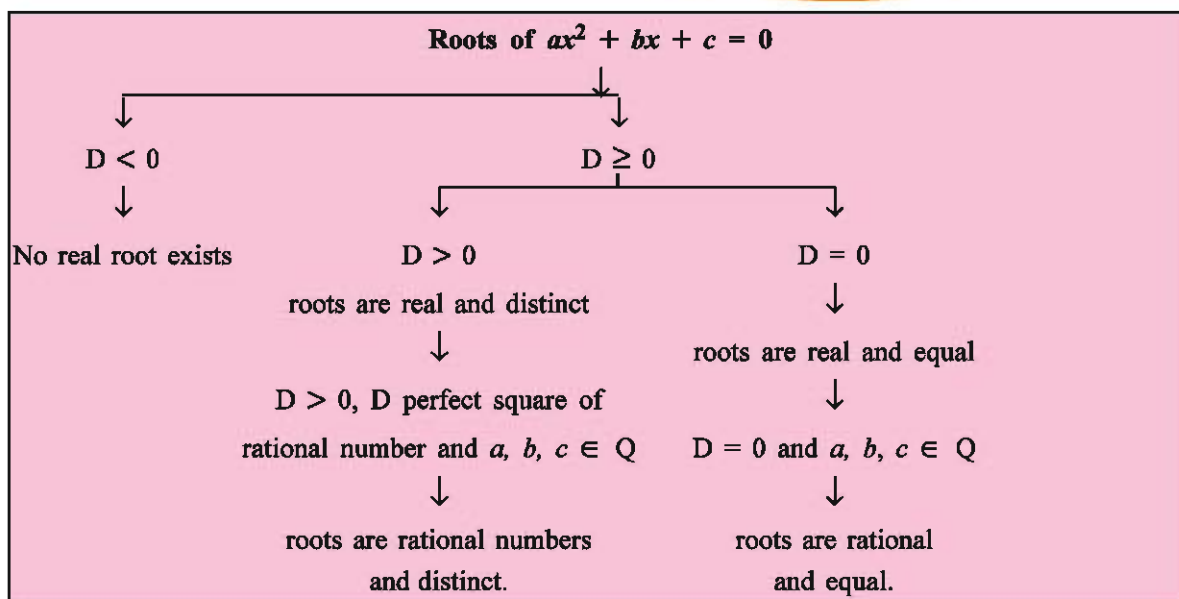 Roots of ax² + bx + c = 0
D < 0
D ≥ 0
No real root exists
D > 0
D = 0
roots are real and distinct
roots are real and equal
D > 0, D perfect square of
rational number and a, b, c ∈ Q
D = 0 and a, b, c ∈ Q
roots are rational numbers
and distinct.
roots are rational
and equal.